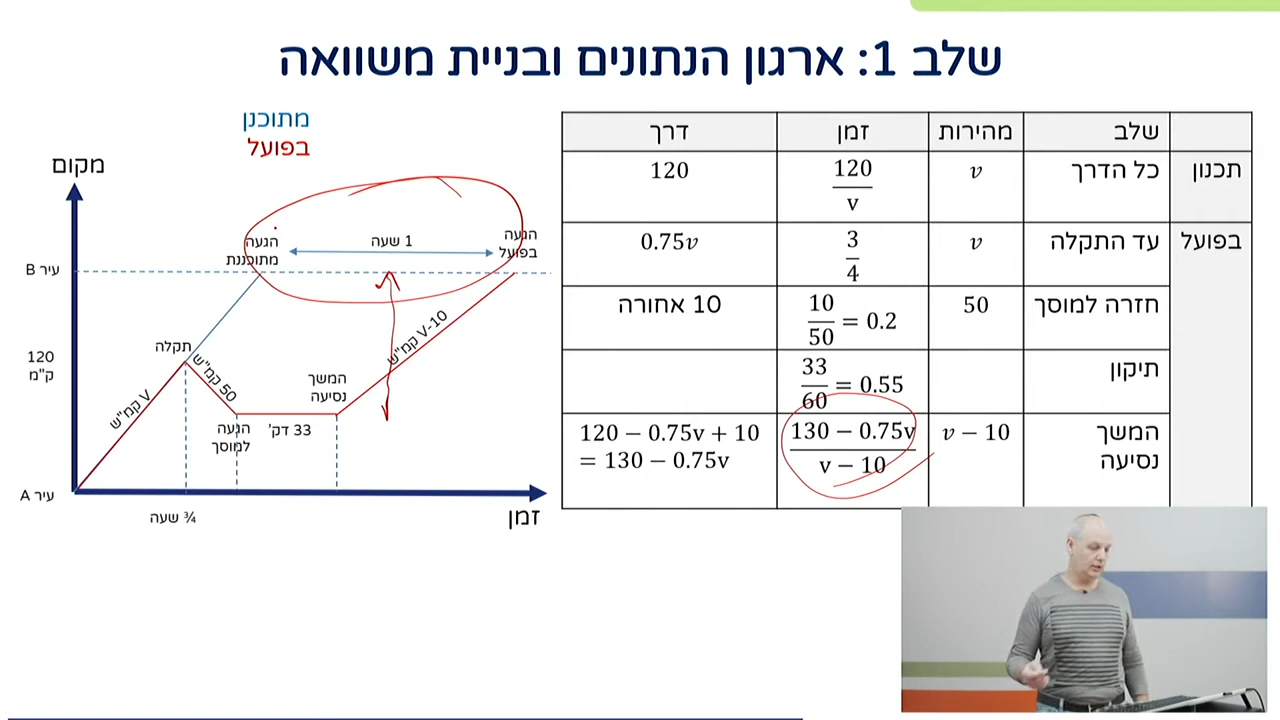 שלב 1: ארגון הנתונים ובניית משוואה
מתוכנן
בפועל
מקום
הגעה
מתוכננת
1 שעה
הגעה
בפועל
עיר B
120
ק"מ
תקלה
V קמ"ש
50 קמ"ש
הגעה
למוסך
33 דק'
המשך
נסיעה
V-10 קמ"ש
עיר A
¾ שעה
זמן
שלב מהירות זמן דרך
תכנון כל הדרך v 120/v 120
בפועל עד התקלה v 3/4 0.75v
חזרה למוסך 50 10/50 = 0.2 10 אחורה
תיקון 33/60 = 0.55
המשך נסיעה v − 10 (130 − 0.75v)/(v − 10) 120 − 0.75v + 10
= 130 − 0.75v